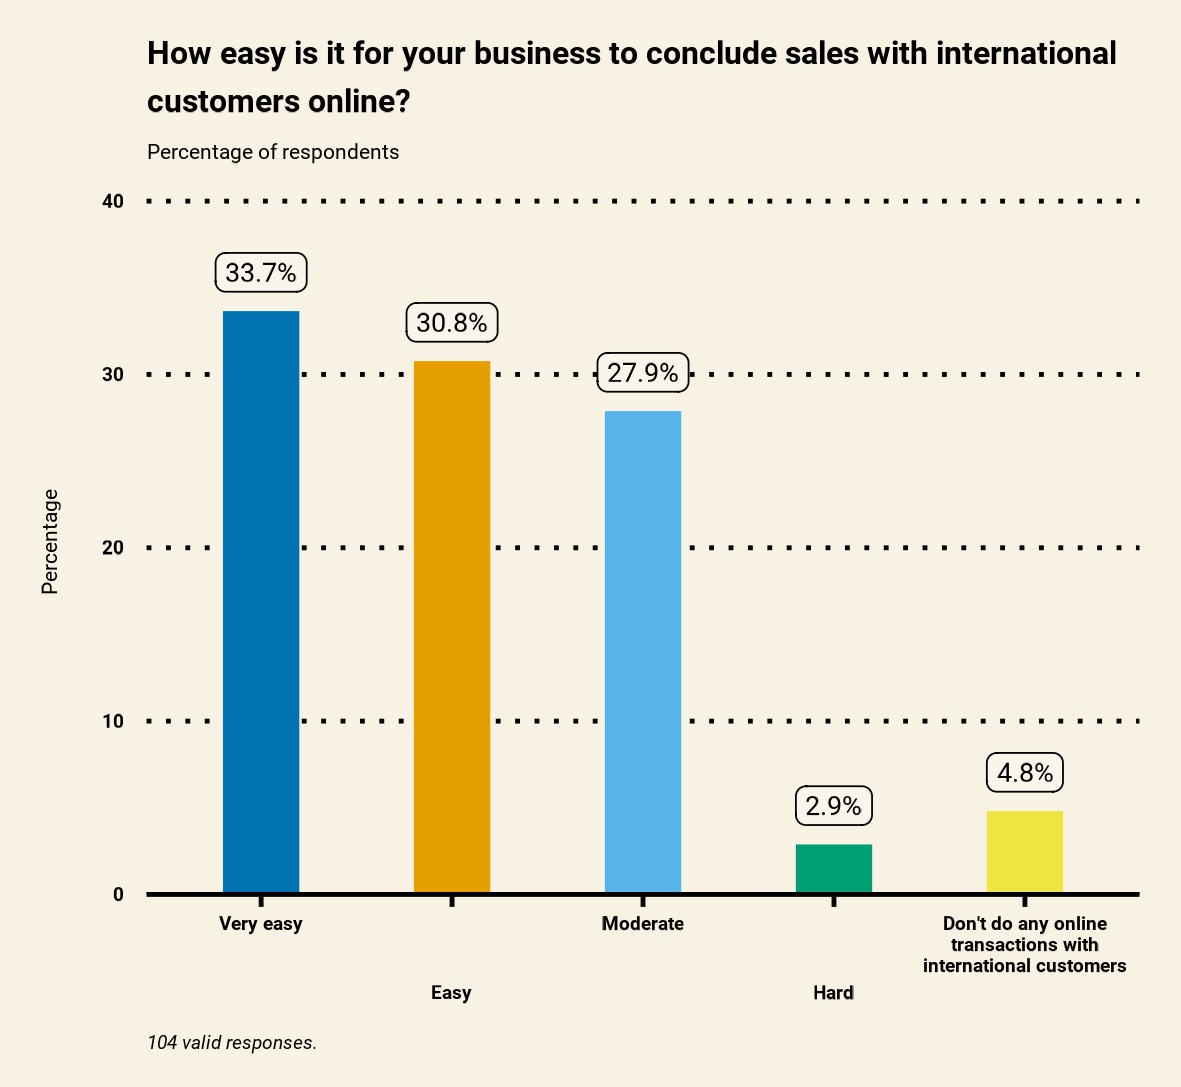 How easy is it for your business to conclude sales with international
customers online?
Percentage of respondents
40
33.7%
30.8%
30
27.9%
Percentage
20
10
4.8%
2.9%
0
Very easy
Moderate
Don't do any online
transactions with
international customers
Easy
Hard
104 valid responses.